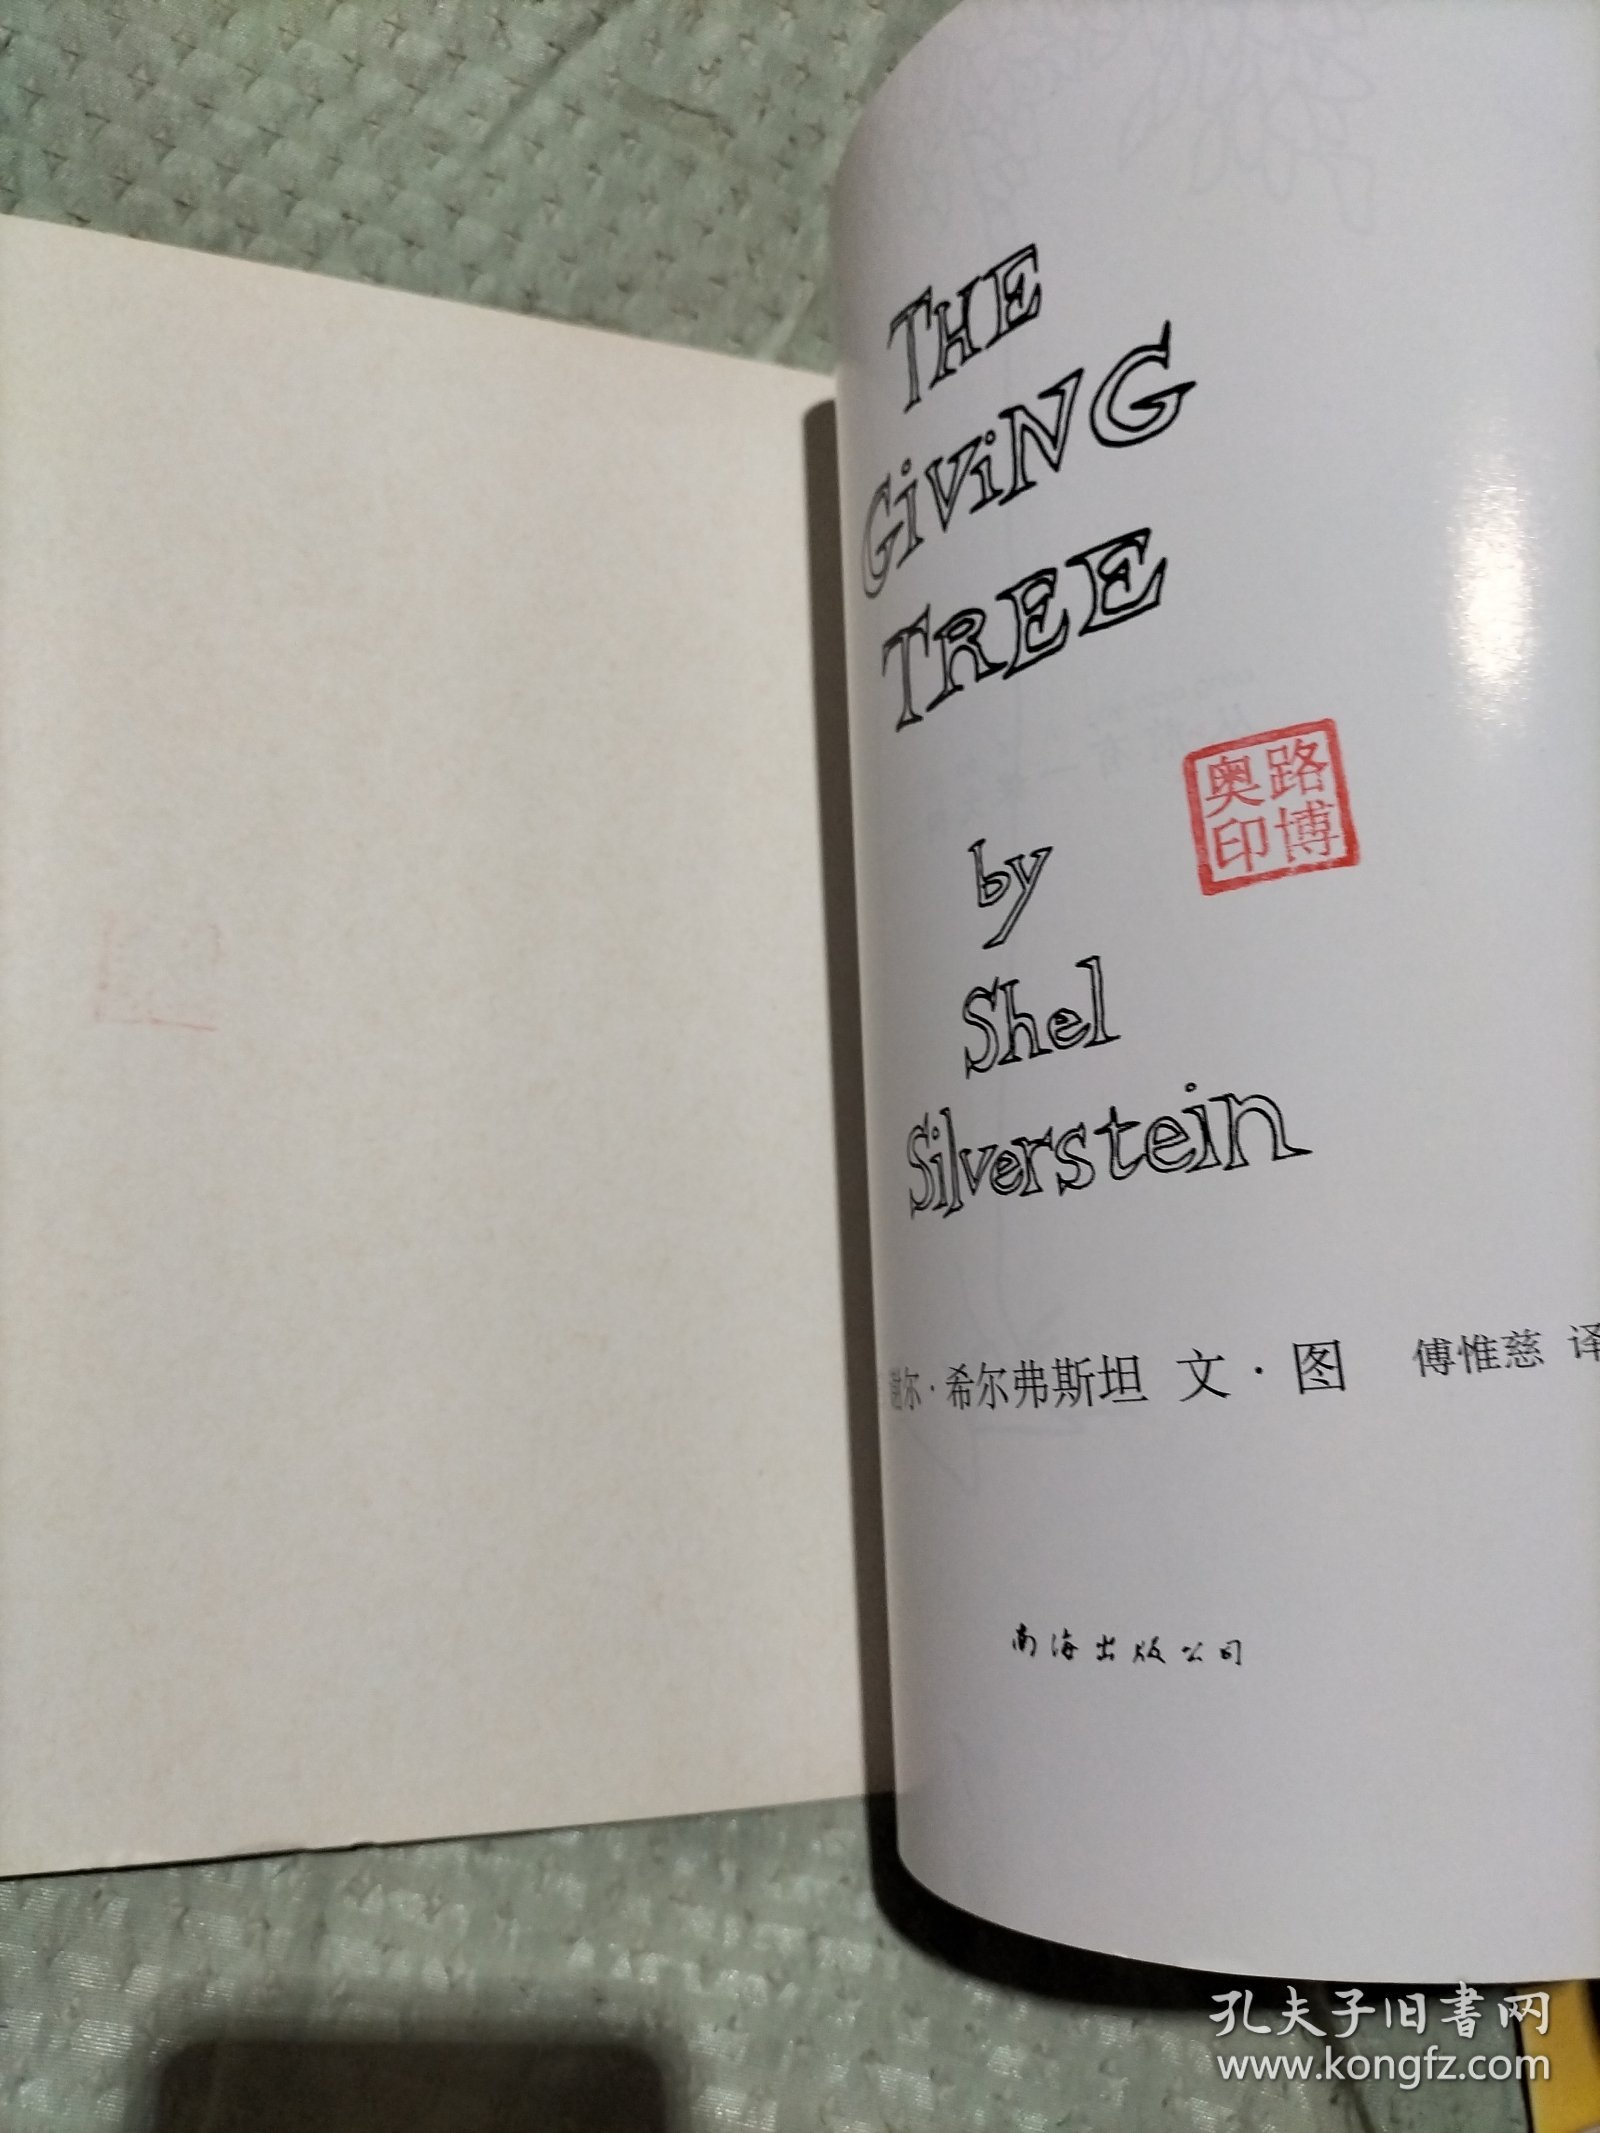 THE
GiViNG
TREE
路博
奥印
by
Shel
Silverstein
尔·希尔弗斯坦 文·图 傅惟慈 译
南海出版公司
孔夫子旧书网
www.kongfz.com